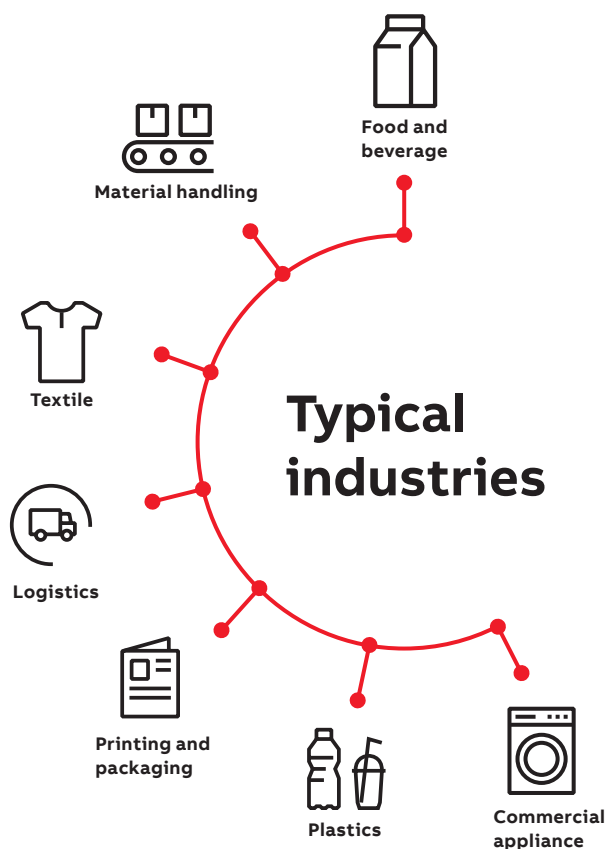 Food and
beverage
Material handling
Textile
Typical
industries
Logistics
Printing and
packaging
Plastics
Commercial
appliance